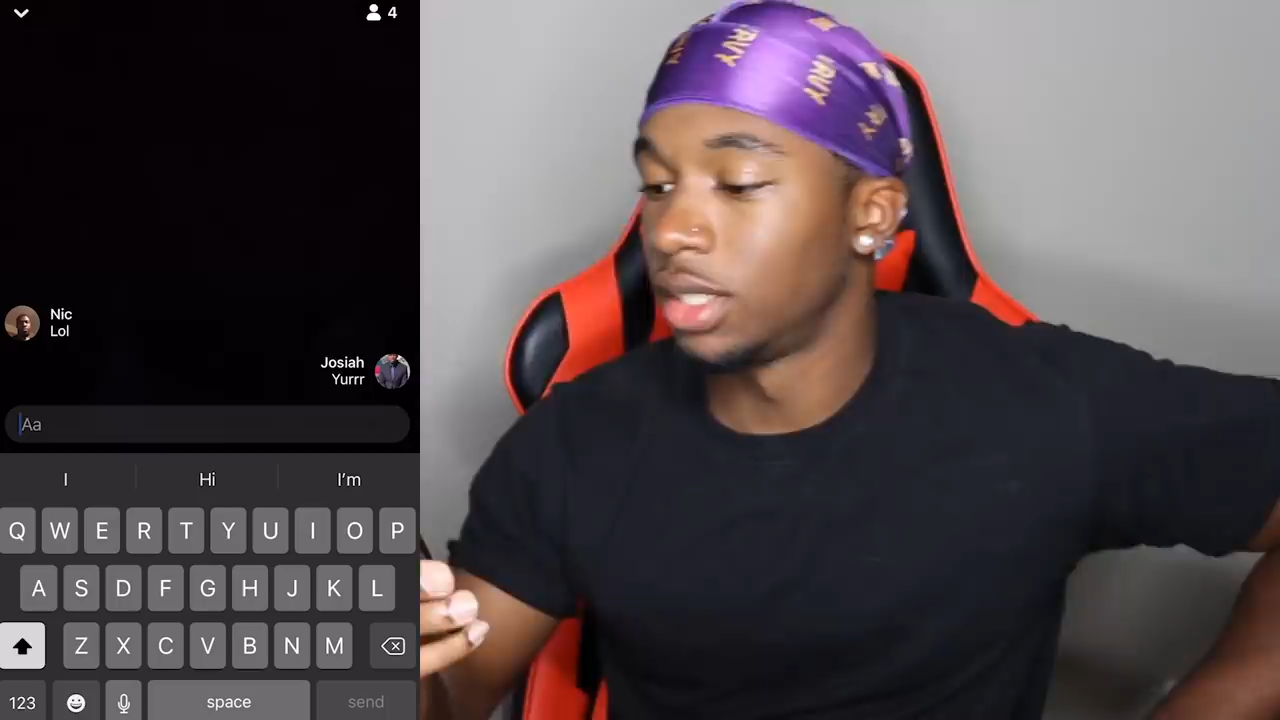 4
Nic
Lol
Josiah
Yurrr
Aa
I Hi I'm
Q W E R T Y U I O P
A S D F G H J K L
Z X C V B N M
123 space send